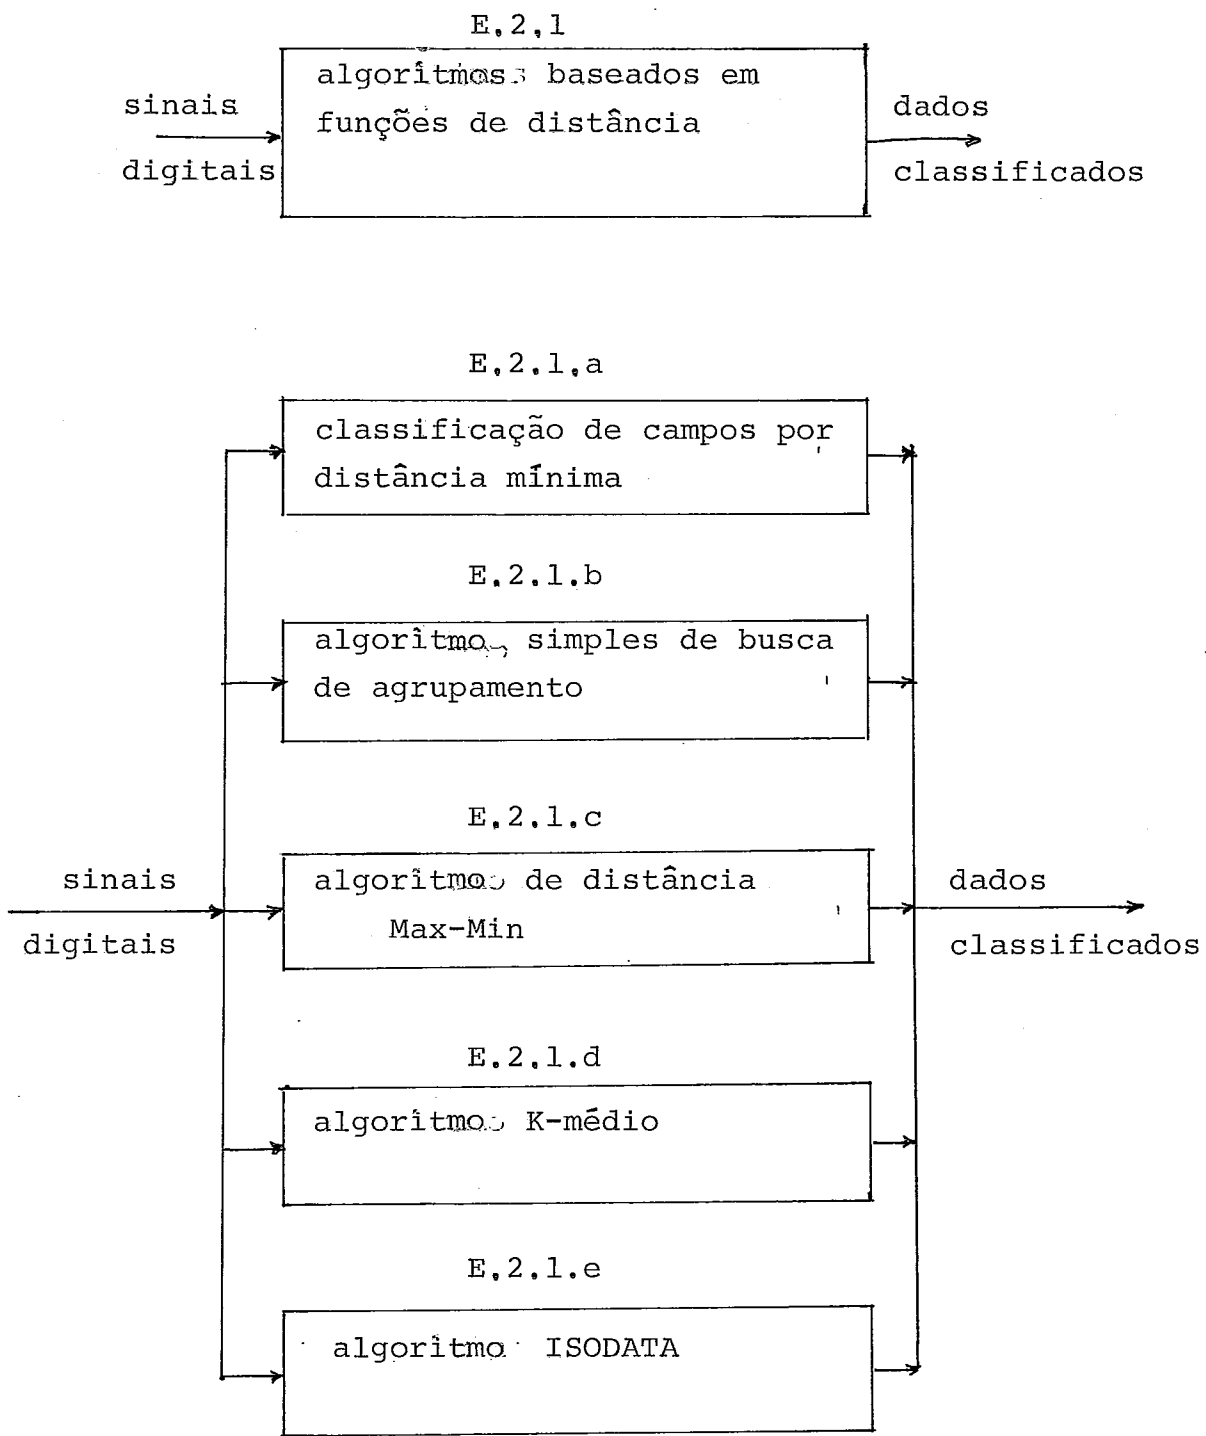 E.2.1
algoritmos baseados em
funções de distância
sinais
digitais
dados
classificados
E.2.1.a
classificação de campos por
distância mínima
E.2.1.b
algoritmo simples de busca
de agrupamento
E.2.1.c
algoritmo de distância
Max-Min
sinais
digitais
dados
classificados
E.2.1.d
algoritmo K-médio
E.2.1.e
algoritmo ISODATA